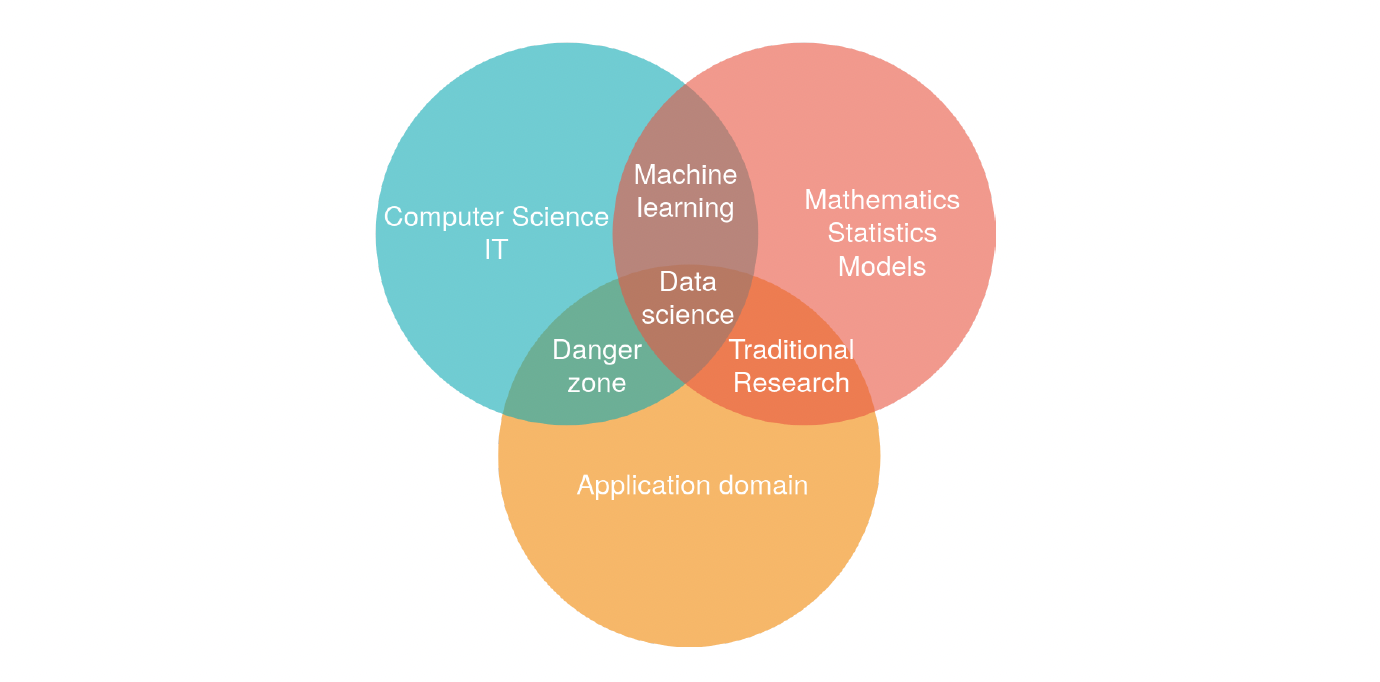 Computer Science
IT
Machine
learning
Mathematics
Statistics
Models
Data
science
Danger
zone
Traditional
Research
Application domain